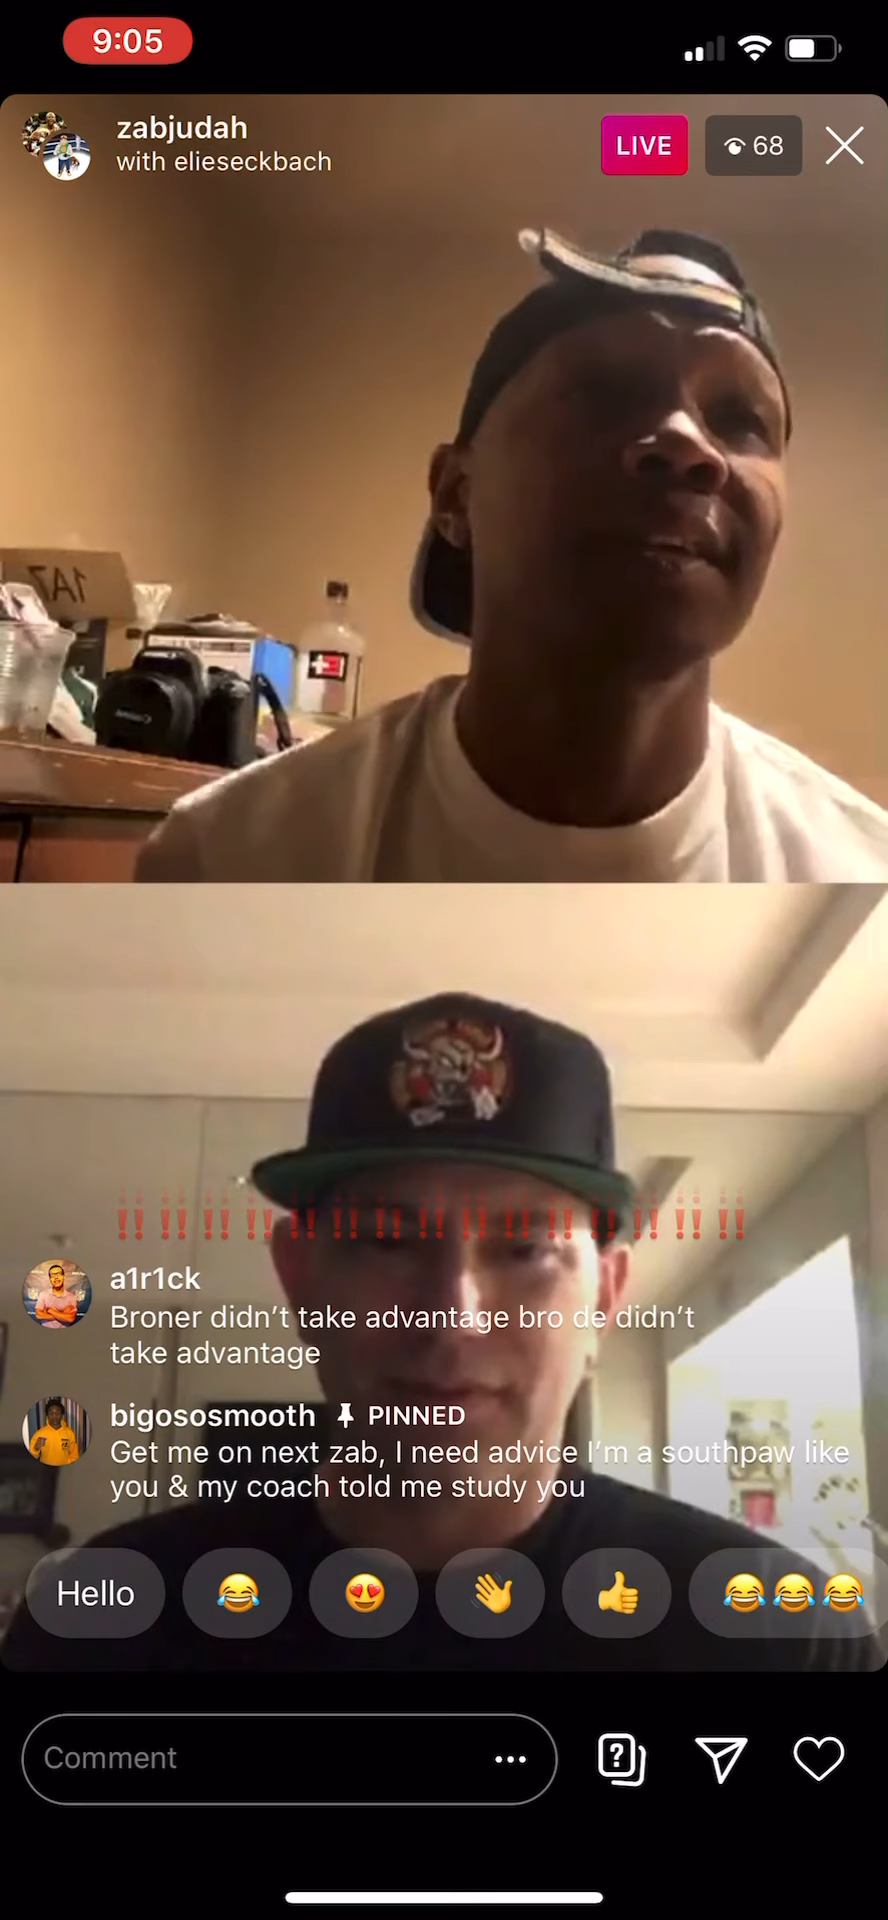 9:05
zabjudah
with elieseckbach
LIVE
68
1A7
‼️‼️‼️‼️‼️‼️‼️‼️‼️‼️‼️‼️‼️‼️‼️
a1r1ck
Broner didn't take advantage bro de didn't
take advantage
bigososmooth PINNED
Get me on next zab, I need advice I'm a southpaw like
you & my coach told me study you
Hello 😂 😍 👋 👍 😂😂😂
Comment